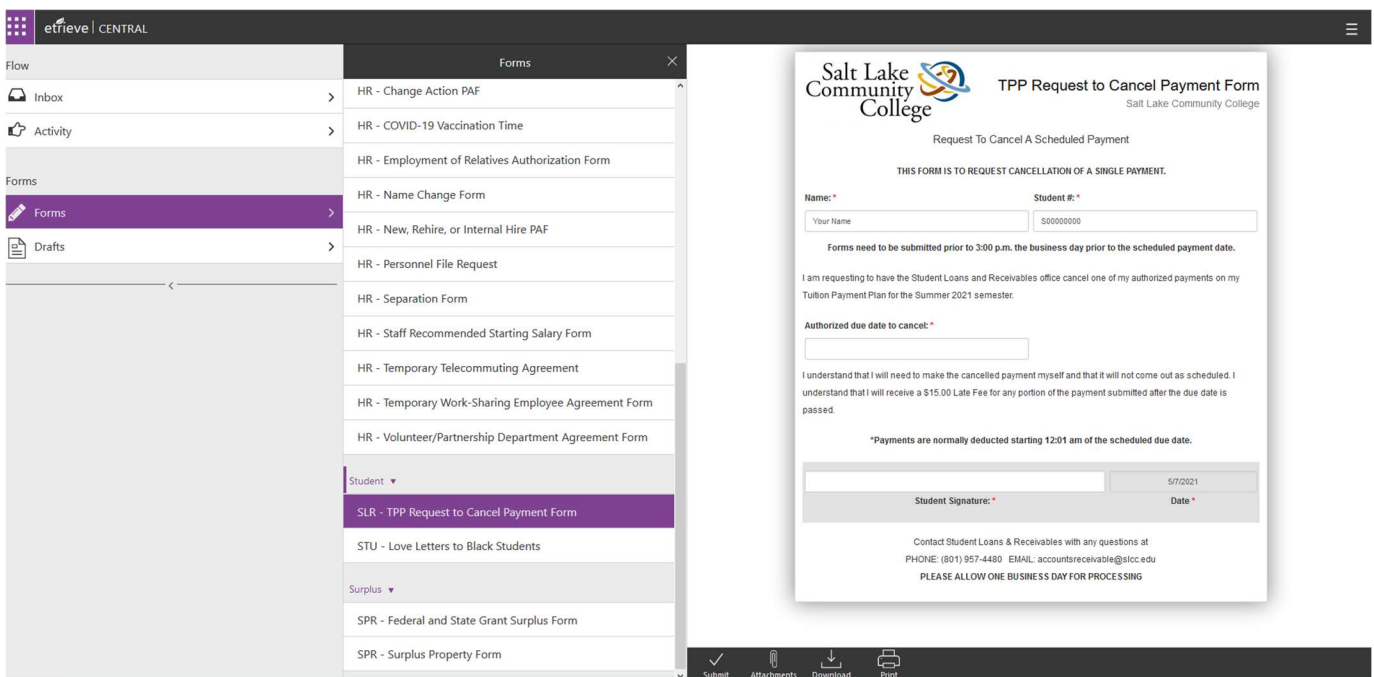 etrieve | CENTRAL
Flow
Inbox
Activity
Forms
Forms
Drafts
Forms
HR - Change Action PAF
HR - COVID-19 Vaccination Time
HR - Employment of Relatives Authorization Form
HR - Name Change Form
HR - New, Rehire, or Internal Hire PAF
HR - Personnel File Request
HR - Separation Form
HR - Staff Recommended Starting Salary Form
HR - Temporary Telecommuting Agreement
HR - Temporary Work-Sharing Employee Agreement Form
HR - Volunteer/Partnership Department Agreement Form
Student
SLR - TPP Request to Cancel Payment Form
STU - Love Letters to Black Students
Surplus
SPR - Federal and State Grant Surplus Form
SPR - Surplus Property Form
Salt Lake
Community
College
TPP Request to Cancel Payment Form
Salt Lake Community College
Request To Cancel A Scheduled Payment
THIS FORM IS TO REQUEST CANCELLATION OF A SINGLE PAYMENT.
Name: * Student #: *
Your Name S00000000
Forms need to be submitted prior to 3:00 p.m. the business day prior to the scheduled payment date.
I am requesting to have the Student Loans and Receivables office cancel one of my authorized payments on my
Tuition Payment Plan for the Summer 2021 semester.
Authorized due date to cancel: *
I understand that I will need to make the cancelled payment myself and that it will not come out as scheduled. I
understand that I will receive a $15.00 Late Fee for any portion of the payment submitted after the due date is
passed.
*Payments are normally deducted starting 12:01 am of the scheduled due date.
5/7/2021
Student Signature: * Date *
Contact Student Loans & Receivables with any questions at
PHONE: (801) 957-4480 EMAIL: accountsreceivable@slcc.edu
PLEASE ALLOW ONE BUSINESS DAY FOR PROCESSING
Submit Attachments Download Print